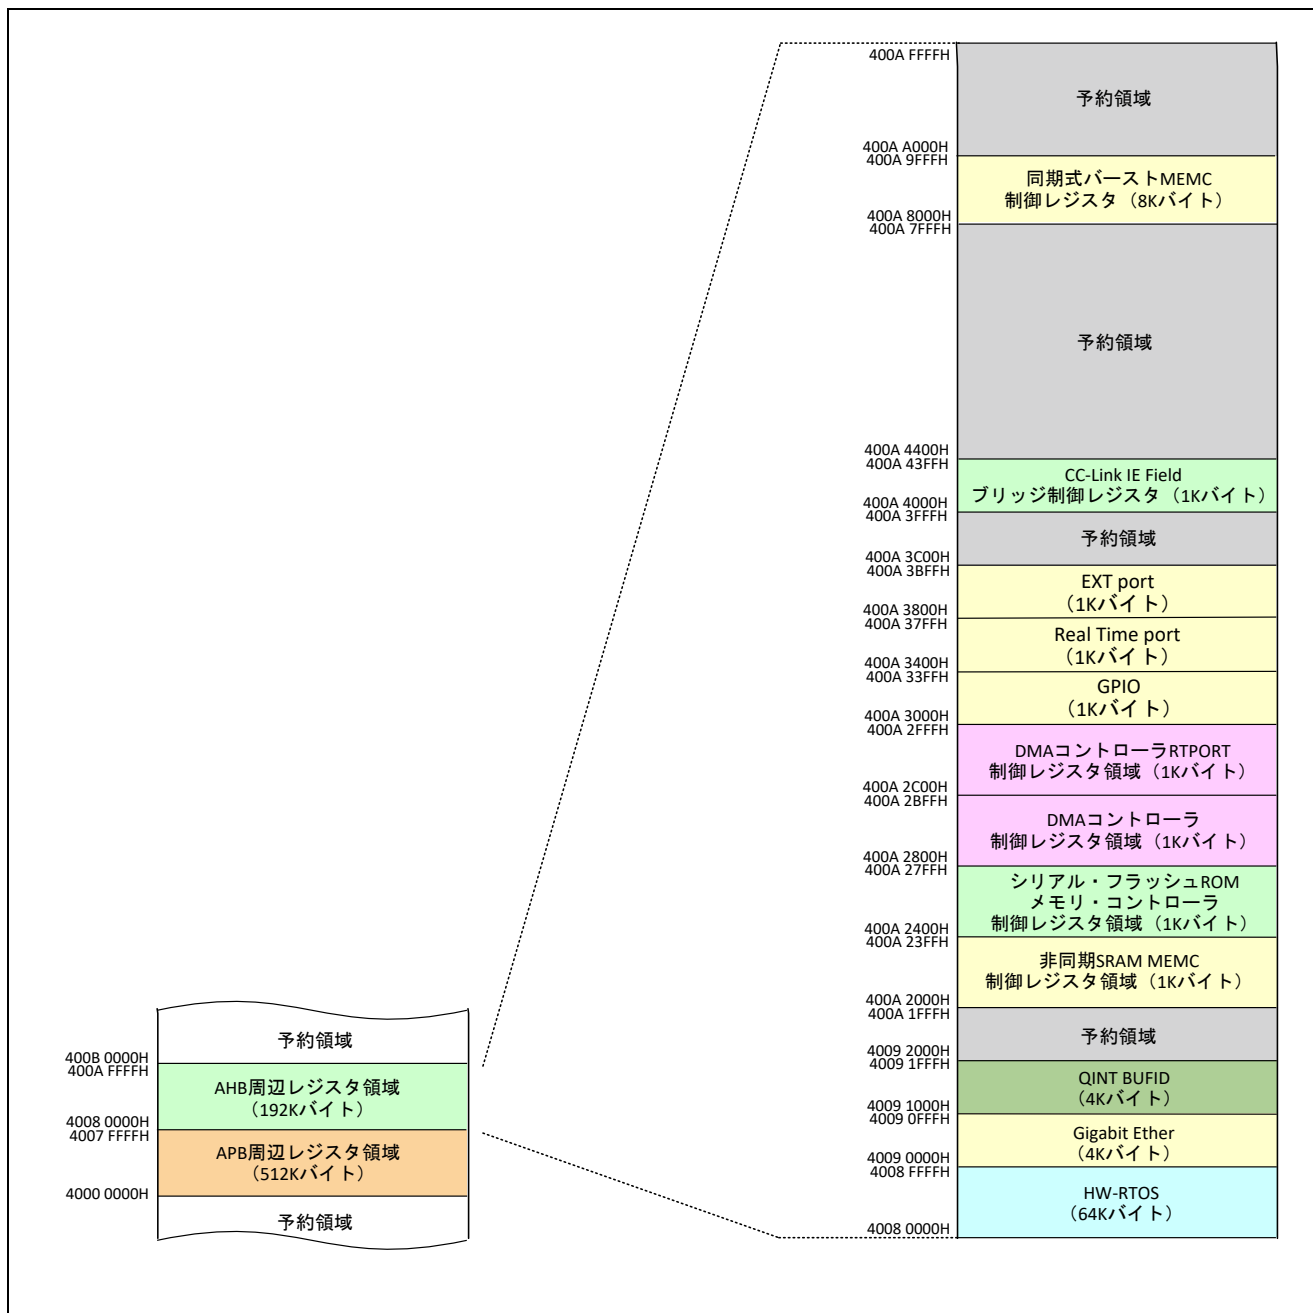 400A FFFFH
予約領域
400A A000H
400A 9FFFH
同期式バーストMEMC
制御レジスタ（8Kバイト）
400A 8000H
400A 7FFFH
予約領域
400A 4400H
400A 43FFH
CC-Link IE Field
ブリッジ制御レジスタ（1Kバイト）
400A 4000H
400A 3FFFH
予約領域
400A 3C00H
400A 3BFFH
EXT port
（1Kバイト）
400A 3800H
400A 37FFH
Real Time port
（1Kバイト）
400A 3400H
400A 33FFH
GPIO
（1Kバイト）
400A 3000H
400A 2FFFH
DMAコントローラRTPORT
制御レジスタ領域（1Kバイト）
400A 2C00H
400A 2BFFH
DMAコントローラ
制御レジスタ領域（1Kバイト）
400A 2800H
400A 27FFH
シリアル・フラッシュROM
メモリ・コントローラ
制御レジスタ領域（1Kバイト）
400A 2400H
400A 23FFH
非同期SRAM MEMC
制御レジスタ領域（1Kバイト）
400A 2000H
400A 1FFFH
予約領域
4009 2000H
4009 1FFFH
QINT BUFID
（4Kバイト）
4009 1000H
4009 0FFFH
Gigabit Ether
（4Kバイト）
4009 0000H
4008 FFFFH
HW-RTOS
（64Kバイト）
4008 0000H
予約領域
400B 0000H
400A FFFFH
AHB周辺レジスタ領域
（192Kバイト）
4008 0000H
4007 FFFFH
APB周辺レジスタ領域
（512Kバイト）
4000 0000H
予約領域